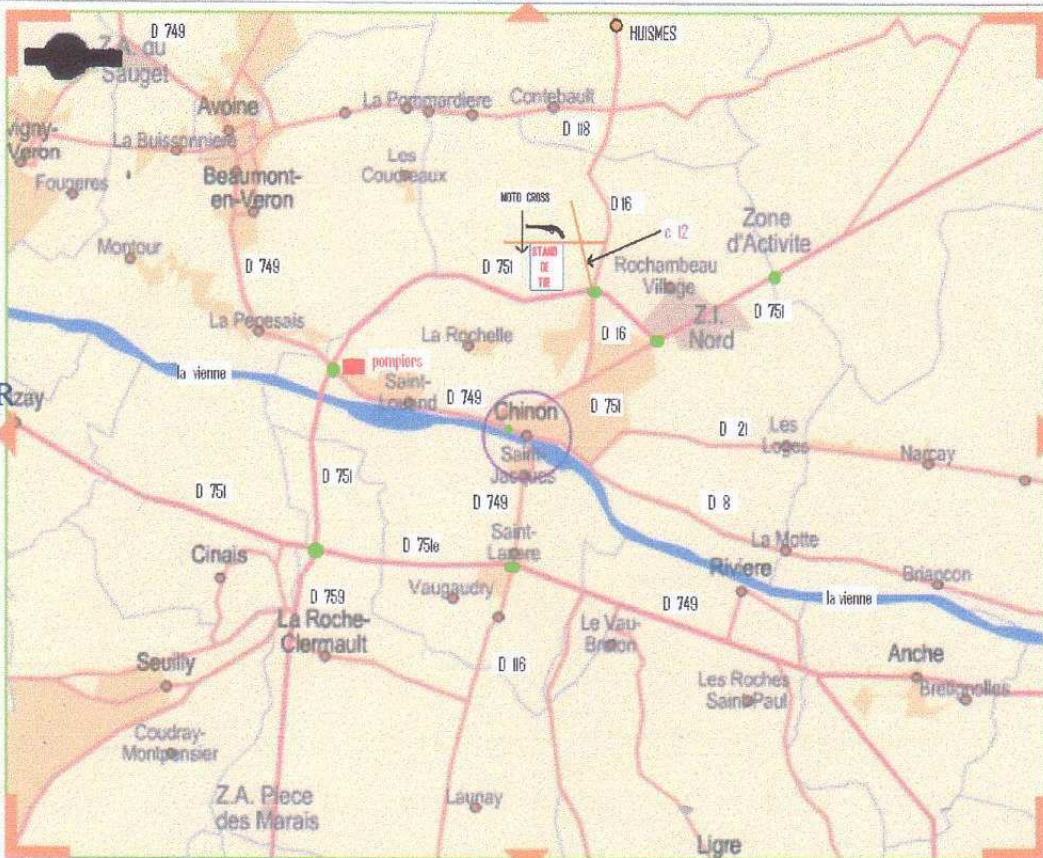 D 749
HUISMES
Z.A. du
Sauget
Avoine
La Pommardiere
Contebault
vigny-
Veron
La Buissonniere
D 118
Les
Coudreaux
Fougeres
Beaumont-
en-Veron
MOTO CROSS
D 16
Zone
d'Activite
c 12
Montour
D 749
D 751
STAND
DE
TIR
Rochambeau
Village
D 751
La Peresais
La Rochelle
D 16
Z.I.
Nord
pompiers
la vienne
Saint-
Louand
D 749
Rzay
Chinon
D 751
D 21
Les
Loges
Narcay
Saint-
Jacques
D 751
D 751
D 749
D 8
La Motte
Cinais
D 751e
Saint-
Lazare
Riviere
Briancon
Vaugaudry
D 759
D 749
la vienne
La Roche-
Clermault
Le Vau-
Breton
Seuilly
D 116
Anche
Les Roches
Saint-Paul
Bretignolles
Coudray-
Montpensier
Z.A. Piece
des Marais
Launay
Ligre